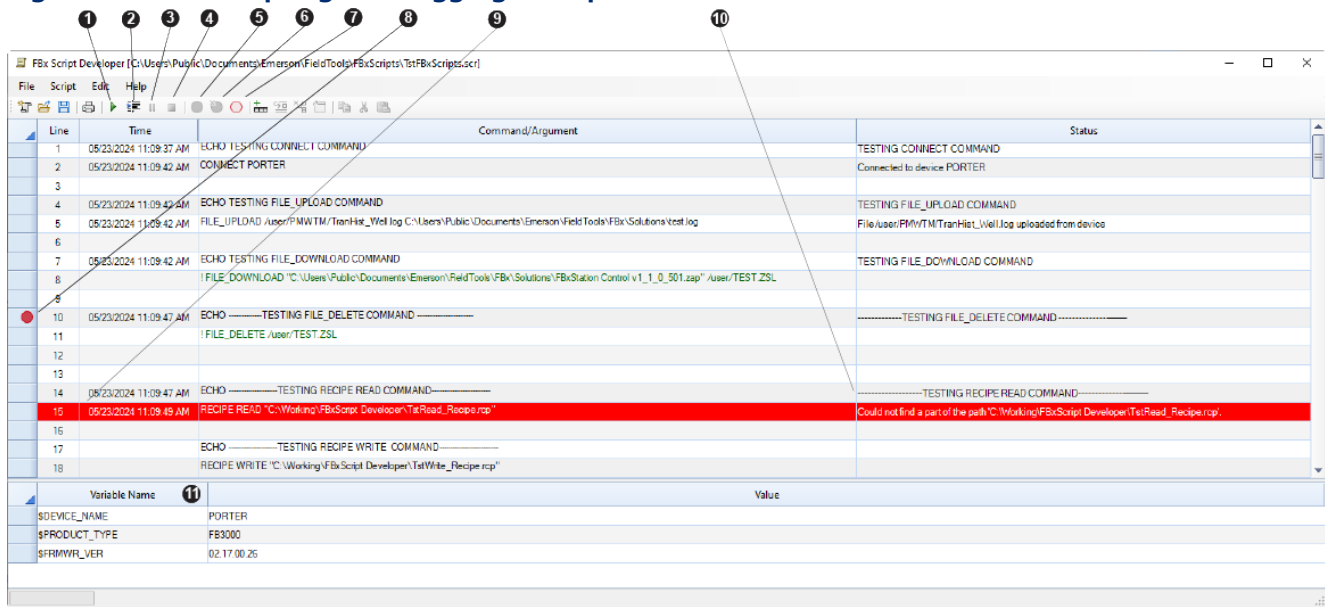 1 2 3 4 5 6 7 8 9 10
FBx Script Developer [C:\Users\Public\Documents\Emerson\FieldTools\FBxScripts\TstFBxScripts.scr]
File Script Edit Help
Line Time Command/Argument Status
1 05/23/2024 11:09:37 AM ECHO TESTING CONNECT COMMAND TESTING CONNECT COMMAND
2 05/23/2024 11:09:42 AM CONNECT PORTER Connected to device PORTER
3
4 05/23/2024 11:09:42 AM ECHO TESTING FILE_UPLOAD COMMAND TESTING FILE_UPLOAD COMMAND
5 05/23/2024 11:09:42 AM FILE_UPLOAD /user/PMWTM/TranHist_Well.log C:\Users\Public\Documents\Emerson\FieldTools\FBx\Solutions\test.log File /user/PMWTM/TranHist_Well.log uploaded from device
6
7 05/23/2024 11:09:42 AM ECHO TESTING FILE_DOWNLOAD COMMAND TESTING FILE_DOWNLOAD COMMAND
8 ! FILE_DOWNLOAD "C:\Users\Public\Documents\Emerson\FieldTools\FBx\Solutions\FBxStation Control v1_1_0_501.zap" /user/TEST.ZSL
9
10 05/23/2024 11:09:47 AM ECHO ------------TESTING FILE_DELETE COMMAND -------------------- --------------TESTING FILE_DELETE COMMAND --------------------
11 ! FILE_DELETE /user/TEST.ZSL
12
13
14 05/23/2024 11:09:47 AM ECHO -----------------TESTING RECIPE READ COMMAND-------------------- --------------------TESTING RECIPE READ COMMAND--------------------
15 05/23/2024 11:09:49 AM RECIPE READ "C:\Working\FBxScript Developer\TstRead_Recipe.rcp" Could not find a part of the path 'C:\Working\FBxScript Developer\TstRead_Recipe.rcp'.
16
17 ECHO -----------------TESTING RECIPE WRITE COMMAND--------------------
18 RECIPE WRITE "C:\Working\FBxScript Developer\TstWrite_Recipe.rcp"
Variable Name 11 Value
$DEVICE_NAME PORTER
$PRODUCT_TYPE FB3000
$FRMWR_VER 02.17.00.26